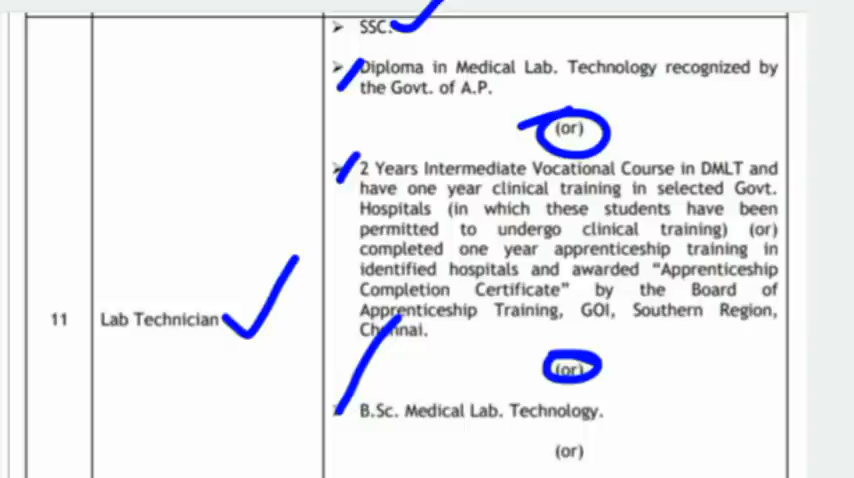 SSC.
Diploma in Medical Lab. Technology recognized by
the Govt. of A.P.
(or)
2 Years Intermediate Vocational Course in DMLT and
have one year clinical training in selected Govt.
Hospitals (in which these students have been
permitted to undergo clinical training) (or)
completed one year apprenticeship training in
identified hospitals and awarded “Apprenticeship
Completion Certificate” by the Board of
Apprenticeship Training, GOI, Southern Region,
Chennai.
11
Lab Technician
(or)
B.Sc. Medical Lab. Technology.
(or)